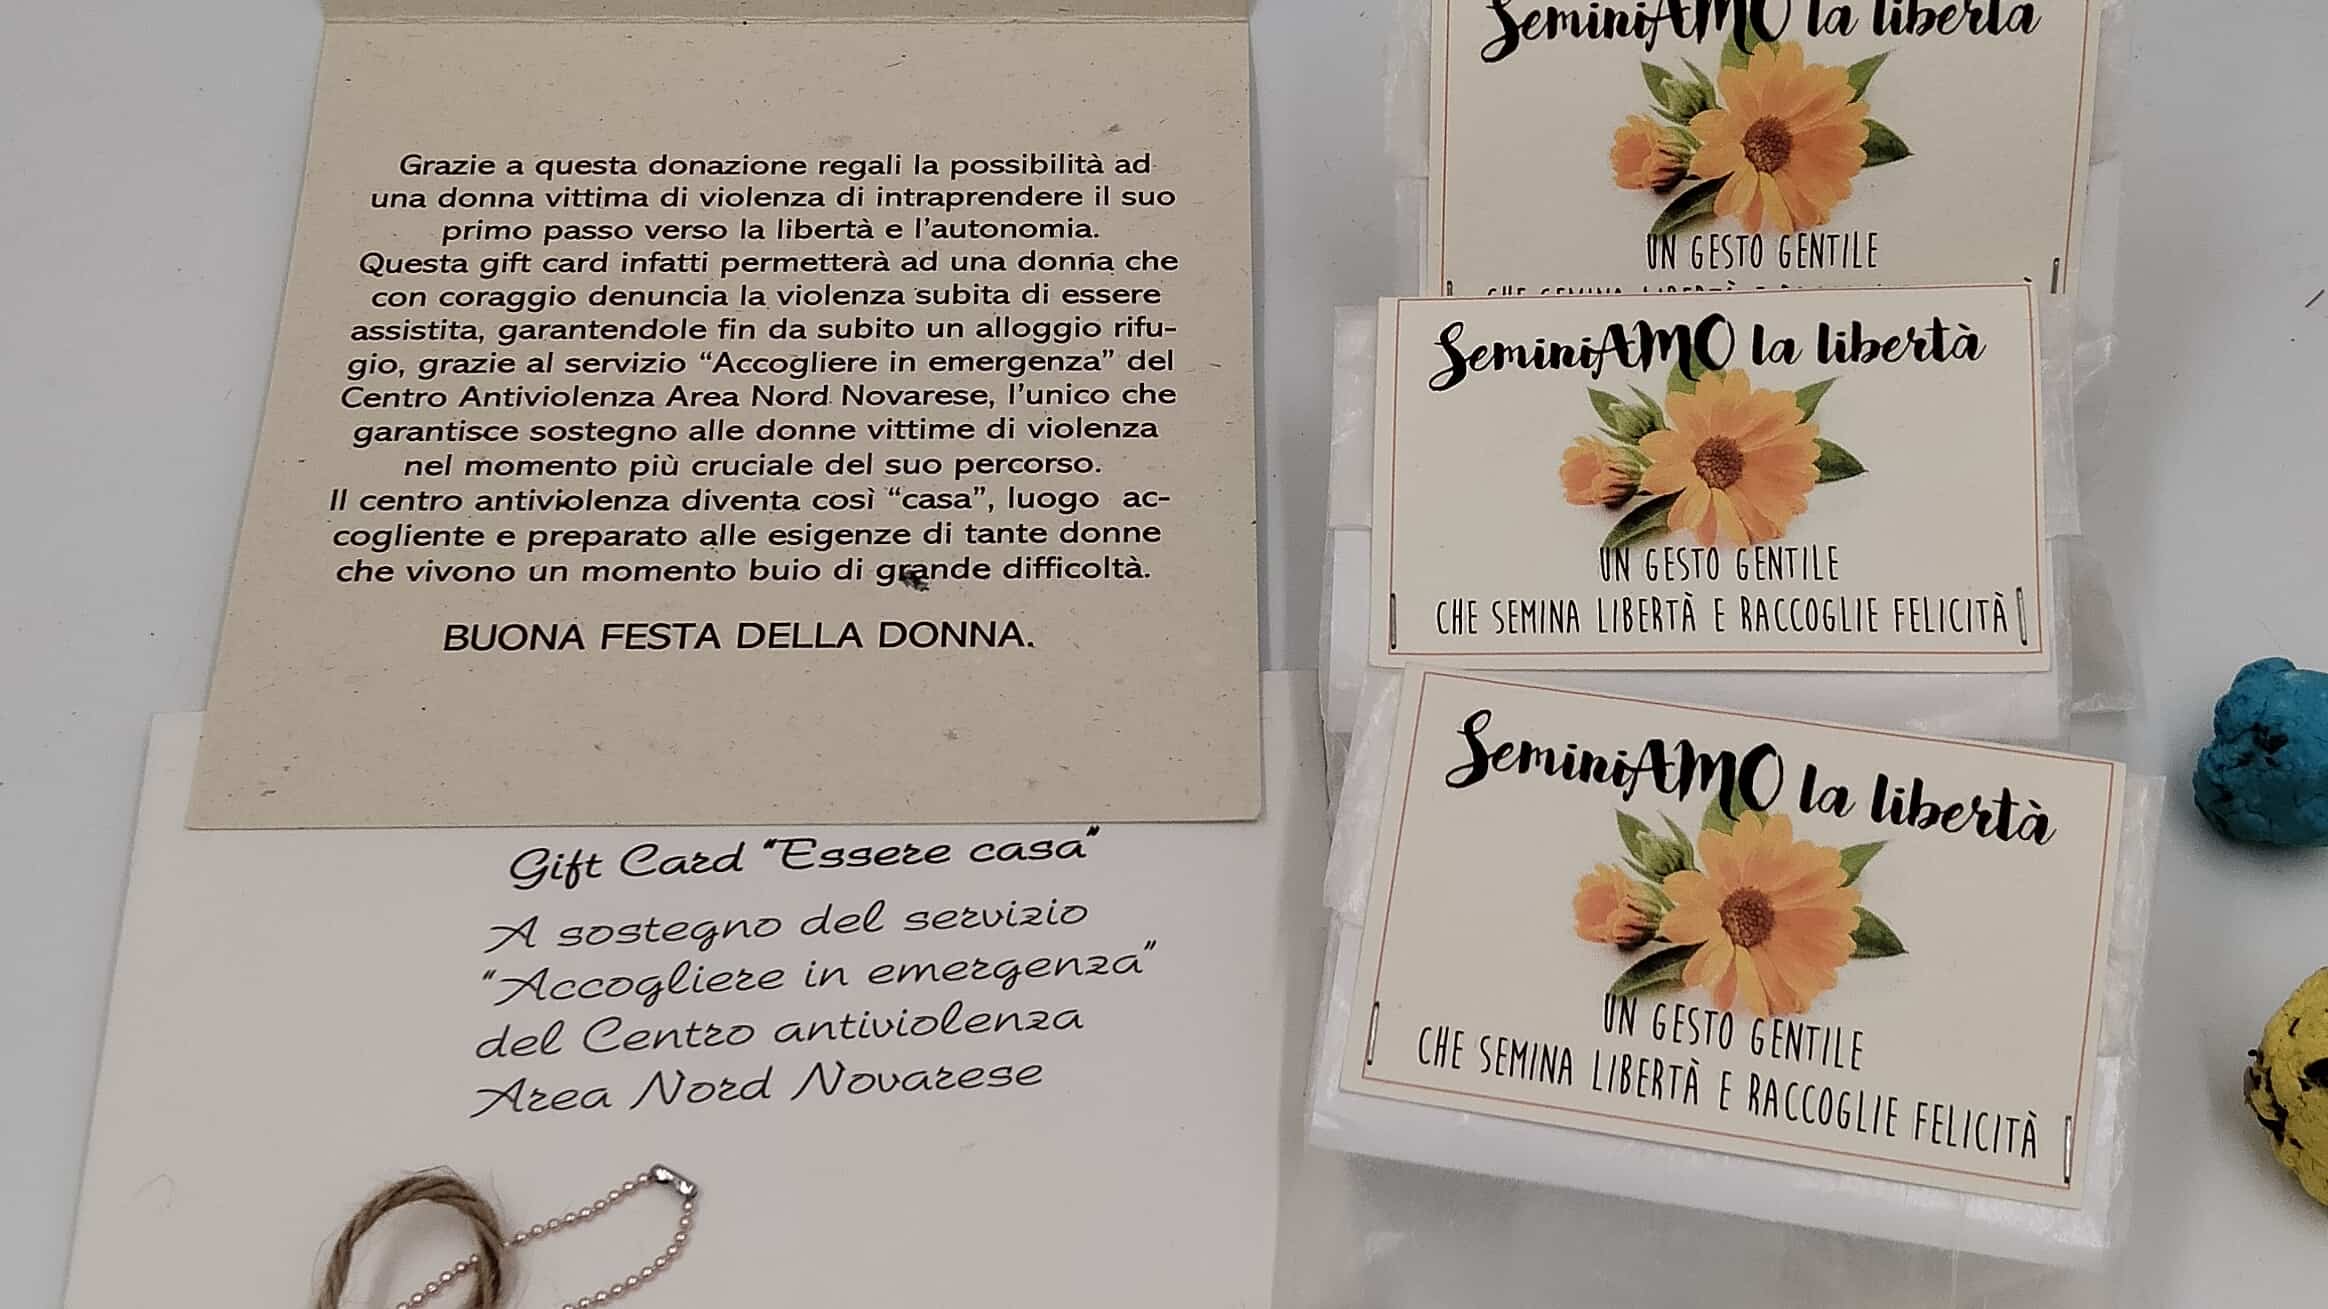 Grazie a questa donazione regali la possibilità ad
una donna vittima di violenza di intraprendere il suo
primo passo verso la libertà e l'autonomia.
Questa gift card infatti permetterà ad una donna che
con coraggio denuncia la violenza subita di essere
assistita, garantendole fin da subito un alloggio rifu-
gio, grazie al servizio “Accogliere in emergenza” del
Centro Antiviolenza Area Nord Novarese, l'unico che
garantisce sostegno alle donne vittime di violenza
nel momento più cruciale del suo percorso.
Il centro antiviolenza diventa così “casa”, luogo ac-
cogliente e preparato alle esigenze di tante donne
che vivono un momento buio di grande difficoltà.
BUONA FESTA DELLA DONNA.
Gift Card “Essere casa”
A sostegno del servizio
“Accogliere in emergenza”
del Centro antiviolenza
Area Nord Novarese
SeminiAMO la libertà
UN GESTO GENTILE
CHE SEMINA LIBERTÀ E
SeminiAMO la libertà
UN GESTO GENTILE
CHE SEMINA LIBERTÀ E RACCOGLIE FELICITÀ
SeminiAMO la libertà
UN GESTO GENTILE
CHE SEMINA LIBERTÀ E RACCOGLIE FELICITÀ